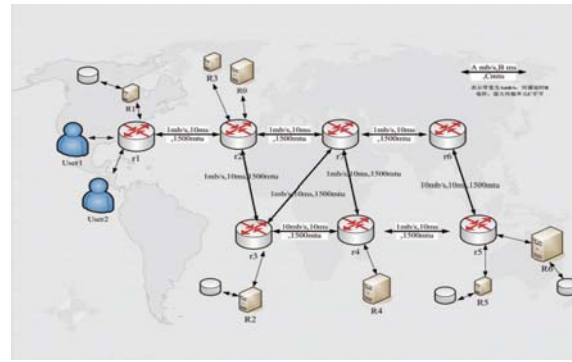 R3
R0
A mb/s,B ms
,Cmtu
R1
1mb/s,10ms
,1500mtu
1mb/s,10ms
,1500mtu
1mb/s,10ms
,1500mtu
User1
r1
r2
r6
1mb/s,10ms,1500mtu
1mb/s,10ms,1500mtu
1mb/s,10ms,1500mtu
10mb/s,10ms,1500mtu
User2
10mb/s,10ms
,1500mtu
1mb/s,10ms
,1500mtu
r3
r4
r5
R6
R2
R4
R5